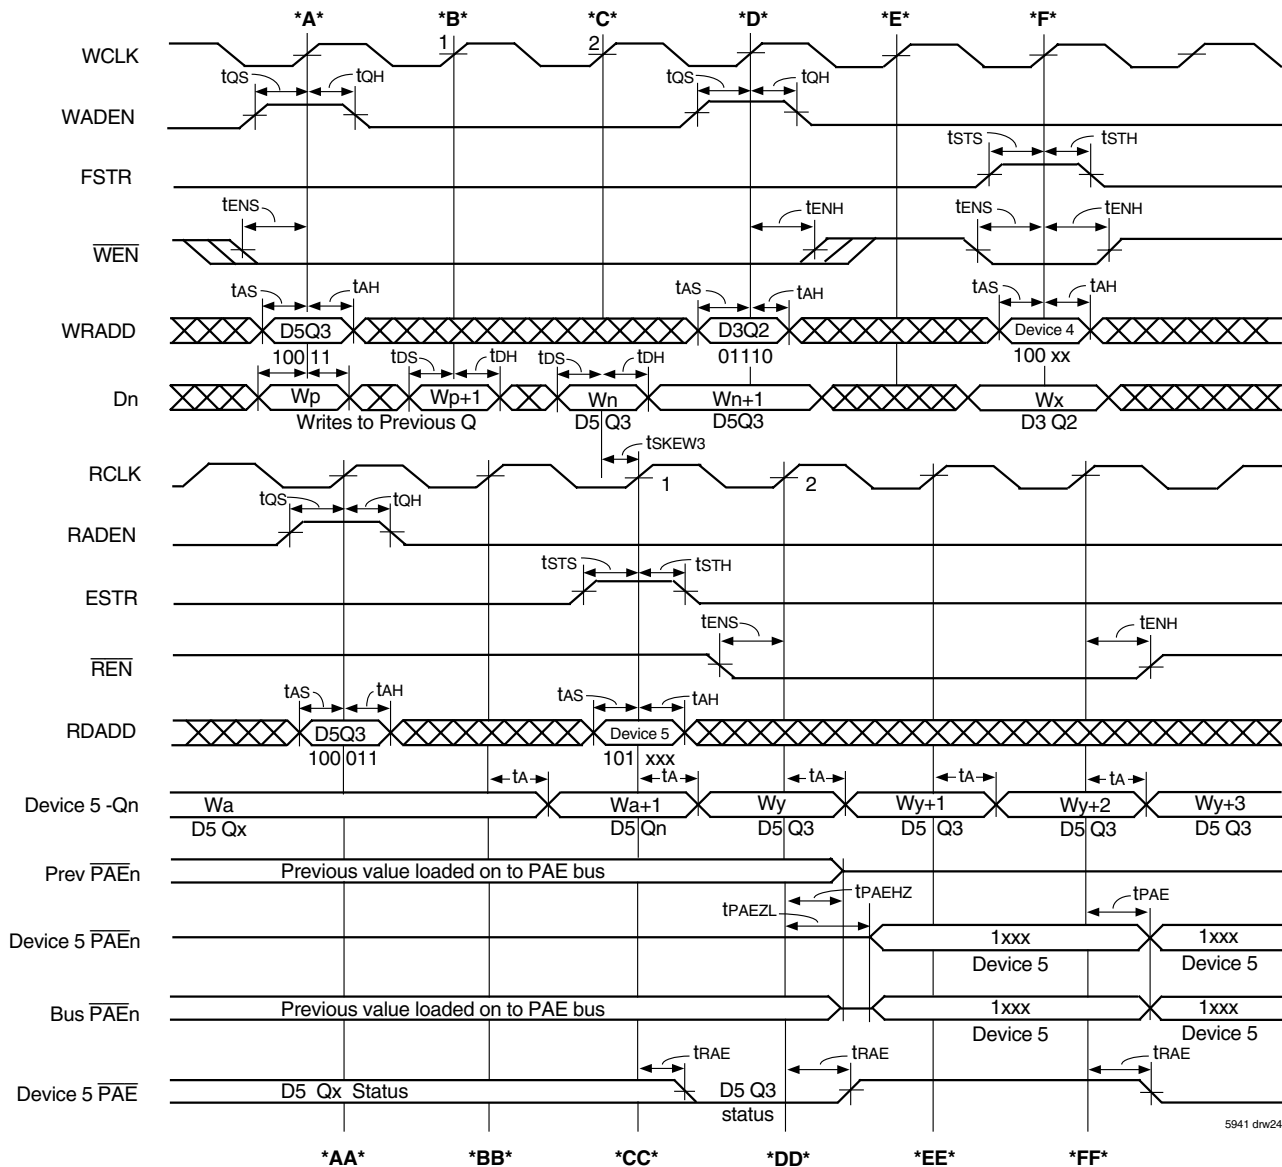 *A* *B* *C* *D* *E* *F*
WCLK 1 2
tQS tQH tQS tQH
WADEN
tSTS tSTH
FSTR
tENS tENH tENS tENH
WEN
tAS tAH tAS tAH tAS tAH
WRADD D5Q3 D3Q2 Device 4
100 11 01110 100 xx
tDS tDH tDS tDH
Dn Wp Wp+1 Wn Wn+1 Wx
Writes to Previous Q D5 Q3 D5Q3 D3 Q2
tSKEW3
RCLK 1 2
tQS tQH
RADEN
tSTS tSTH
ESTR
tENS tENH
REN
tAS tAH tAS tAH
RDADD D5Q3 Device 5
100 011 101 xxx
tA tA tA tA tA
Device 5 -Qn Wa Wa+1 Wy Wy+1 Wy+2 Wy+3
D5 Qx D5 Qn D5 Q3 D5 Q3 D5 Q3 D5 Q3
Prev PAEn Previous value loaded on to PAE bus
tPAEHZ
tPAEZL tPAE
Device 5 PAEn 1xxx 1xxx
Device 5 Device 5
Bus PAEn Previous value loaded on to PAE bus 1xxx 1xxx
Device 5 Device 5
tRAE tRAE tRAE
Device 5 PAE D5 Qx Status D5 Q3
status
5941 drw24
*AA* *BB* *CC* *DD* *EE* *FF*